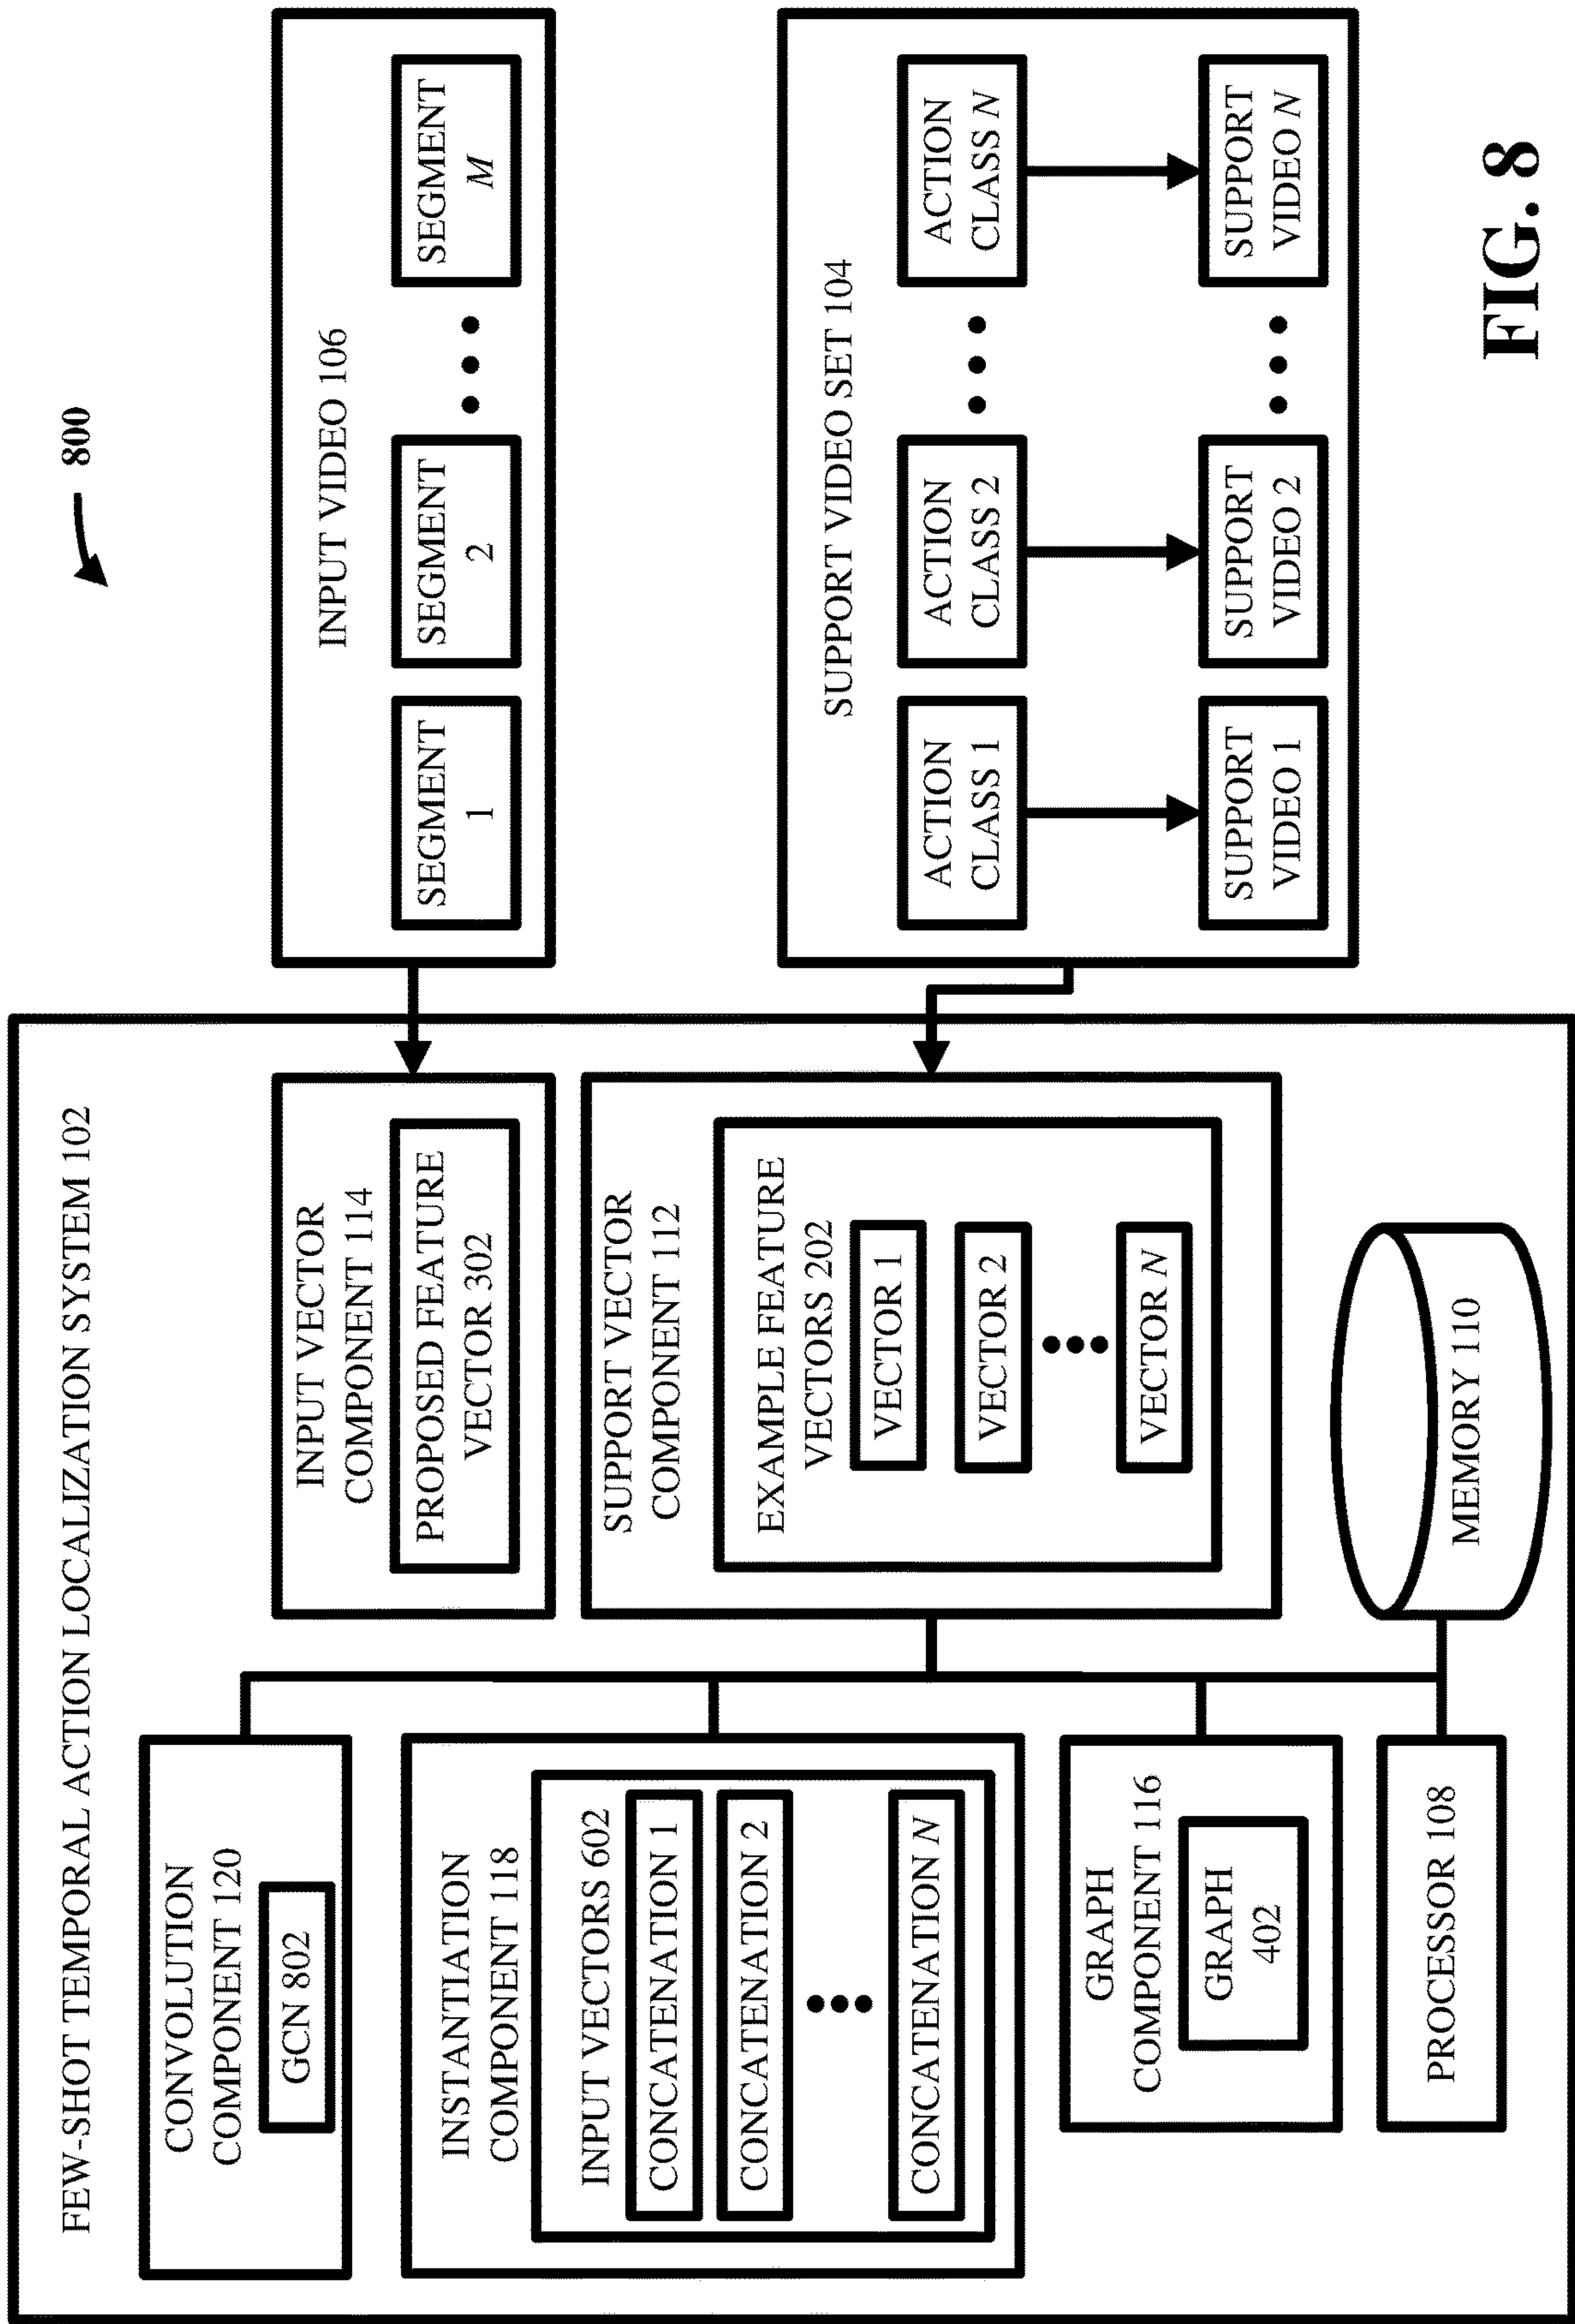 800
FEW-SHOT TEMPORAL ACTION LOCALIZATION SYSTEM 102
CONVOLUTION
COMPONENT 120
GCN 802
INSTANTIATION
COMPONENT 118
INPUT VECTORS 602
CONCATENATION 1
CONCATENATION 2
CONCATENATION N
GRAPH
COMPONENT 116
GRAPH
402
PROCESSOR 108
INPUT VECTOR
COMPONENT 114
PROPOSED FEATURE
VECTOR 302
SUPPORT VECTOR
COMPONENT 112
EXAMPLE FEATURE
VECTORS 202
VECTOR 1
VECTOR 2
VECTOR N
MEMORY 110
INPUT VIDEO 106
SEGMENT
1
SEGMENT
2
SEGMENT
M
SUPPORT VIDEO SET 104
ACTION
CLASS 1
ACTION
CLASS 2
ACTION
CLASS N
SUPPORT
VIDEO 1
SUPPORT
VIDEO 2
SUPPORT
VIDEO N
FIG. 8